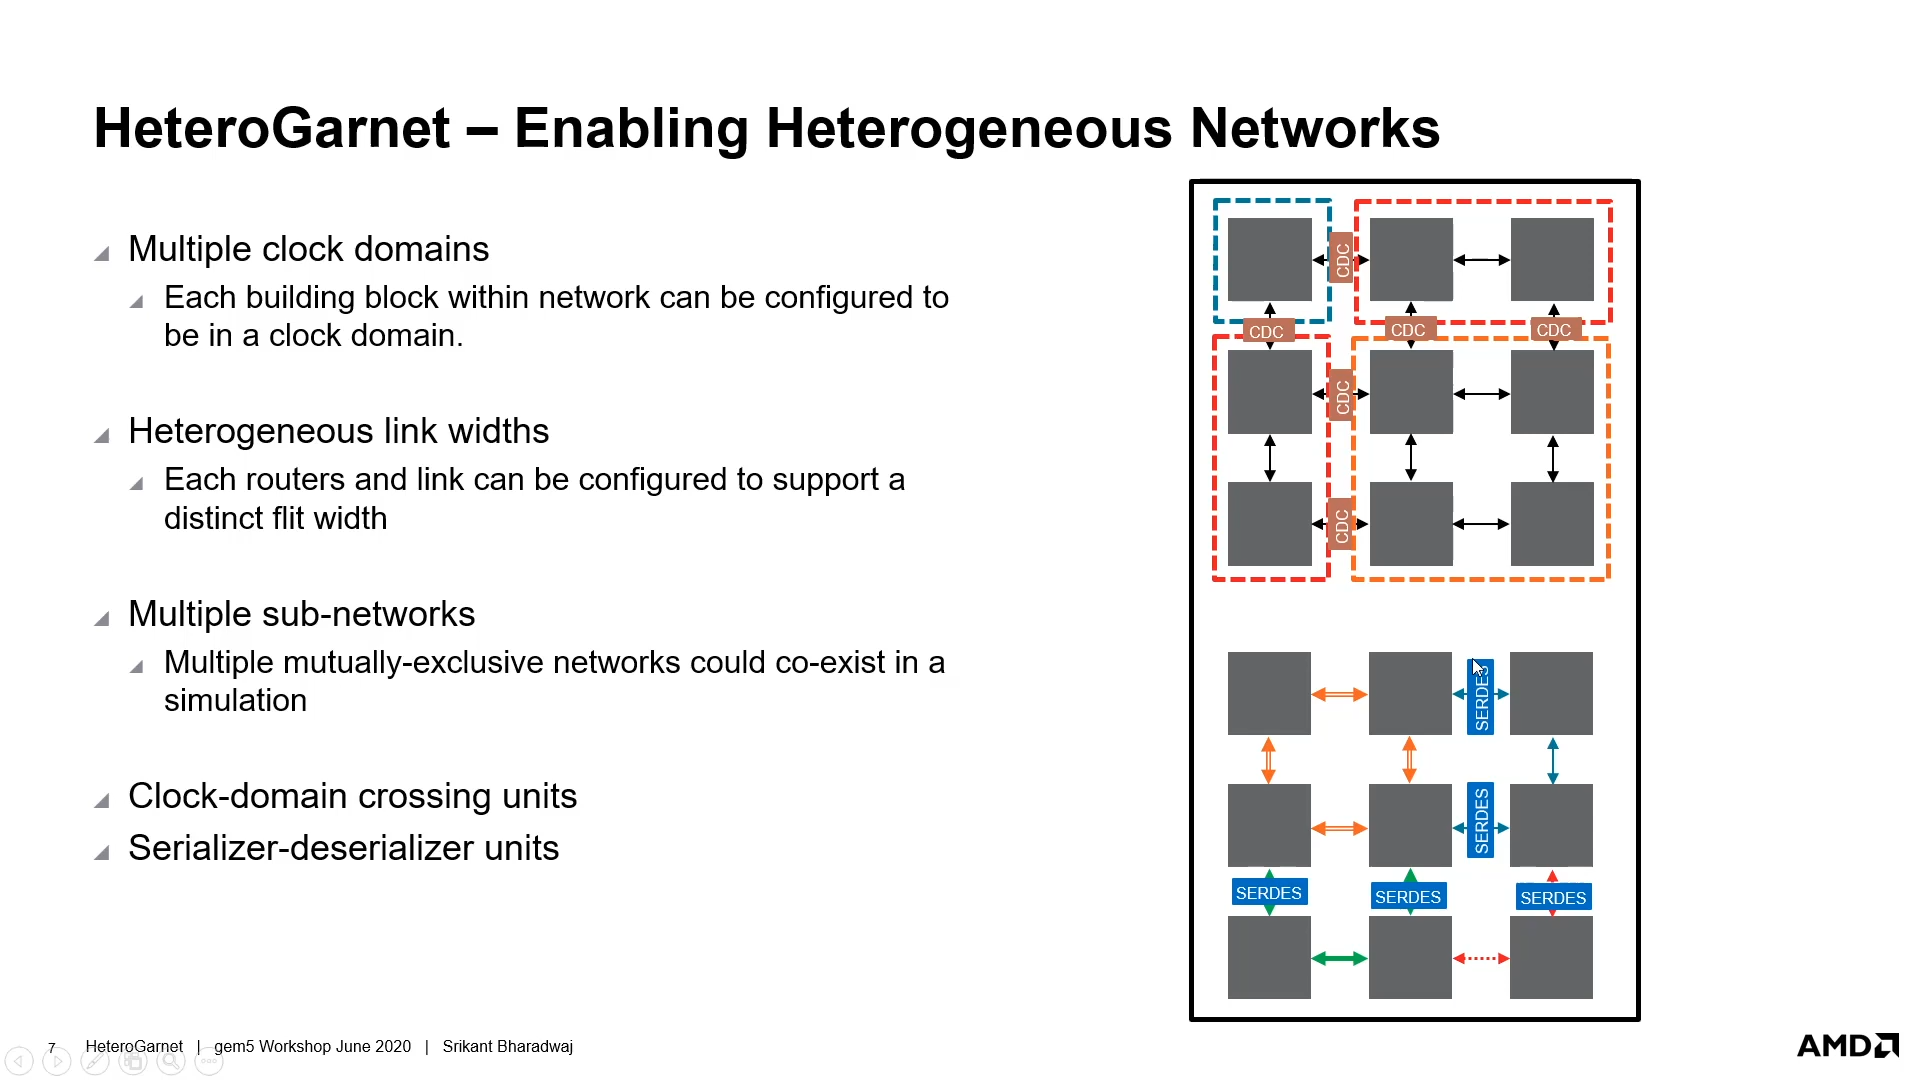 HeteroGarnet – Enabling Heterogeneous Networks
Multiple clock domains
Each building block within network can be configured to
be in a clock domain.
Heterogeneous link widths
Each routers and link can be configured to support a
distinct flit width
Multiple sub-networks
Multiple mutually-exclusive networks could co-exist in a
simulation
Clock-domain crossing units
Serializer-deserializer units
CDC
CDC
CDC
CDC
CDC
CDC
SERDES
SERDES
SERDES
SERDES
SERDES
7
HeteroGarnet | gem5 Workshop June 2020 | Srikant Bharadwaj
AMD